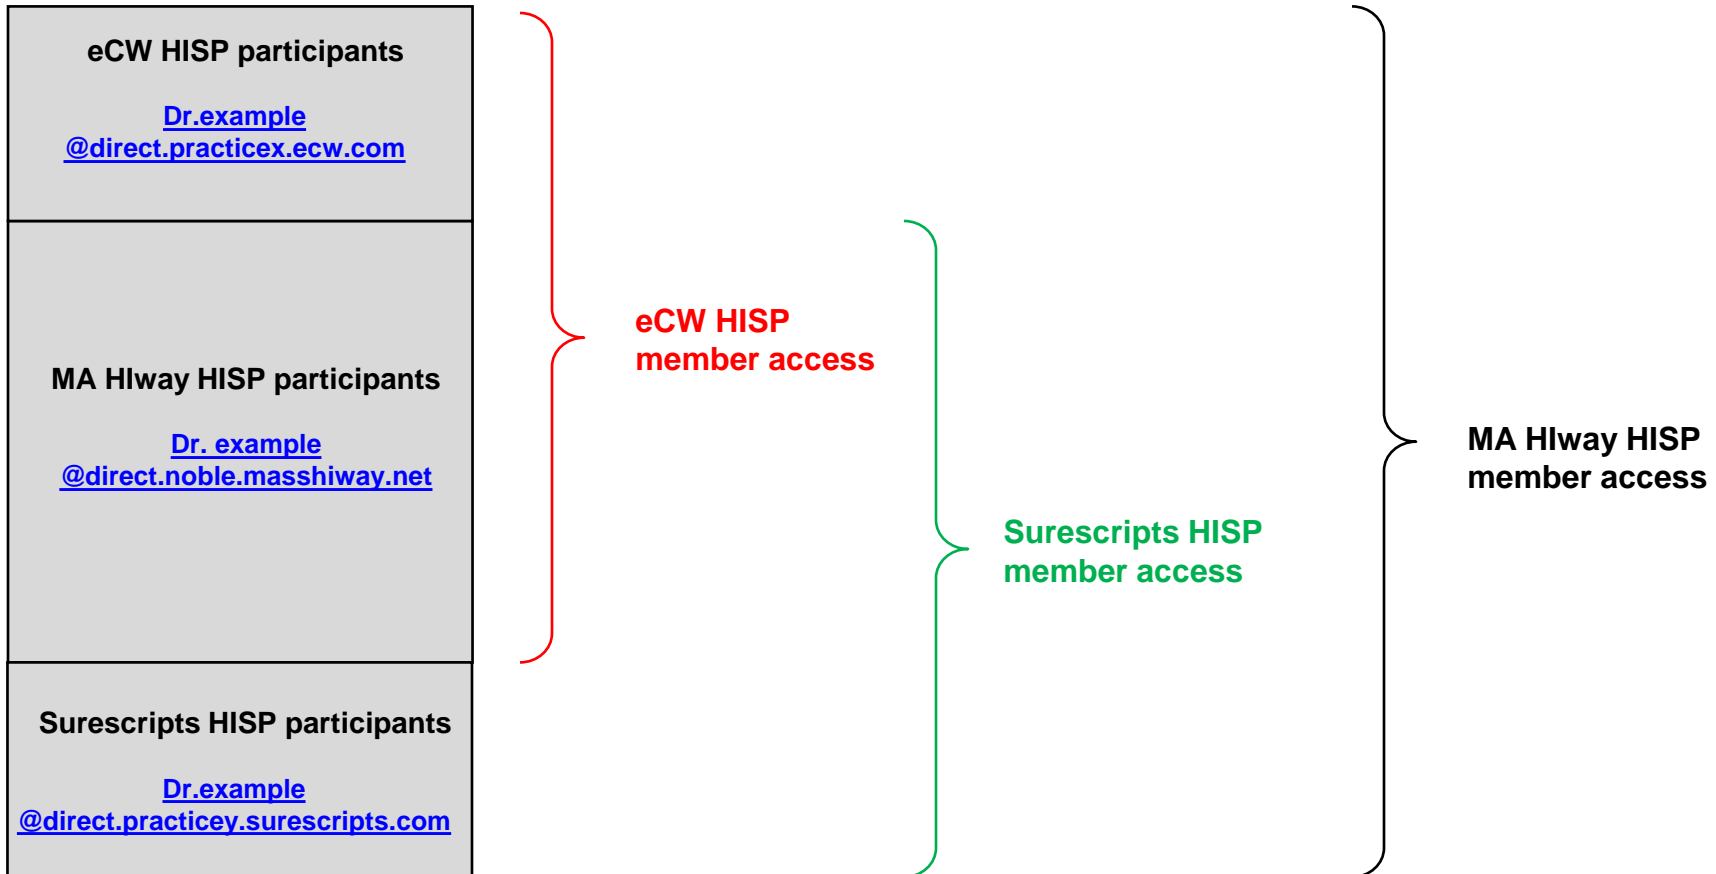 eCW HISP participants
Dr.example
@direct.practicex.ecw.com
MA HIway HISP participants
Dr. example
@direct.noble.masshiway.net
Surescripts HISP participants
Dr.example
@direct.practicey.surescripts.com
eCW HISP
member access
Surescripts HISP
member access
MA HIway HISP
member access